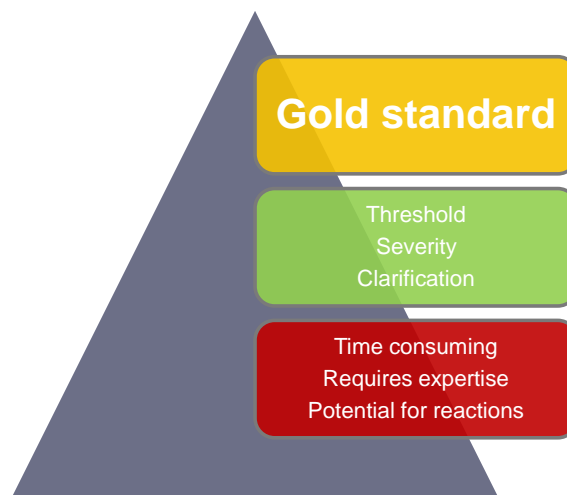 Gold standard
Threshold
Severity
Clarification
Time consuming
Requires expertise
Potential for reactions